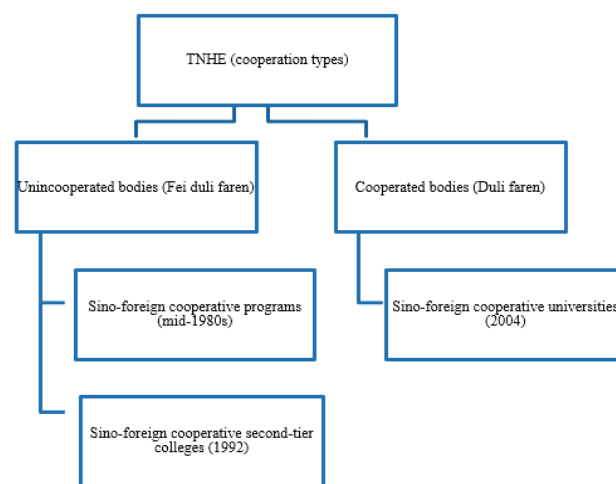 TNHE (cooperation types)
Unincooperated bodies (Fei duli faren)
Cooperated bodies (Duli faren)
Sino-foreign cooperative programs
(mid-1980s)
Sino-foreign cooperative universities
(2004)
Sino-foreign cooperative second-tier
colleges (1992)